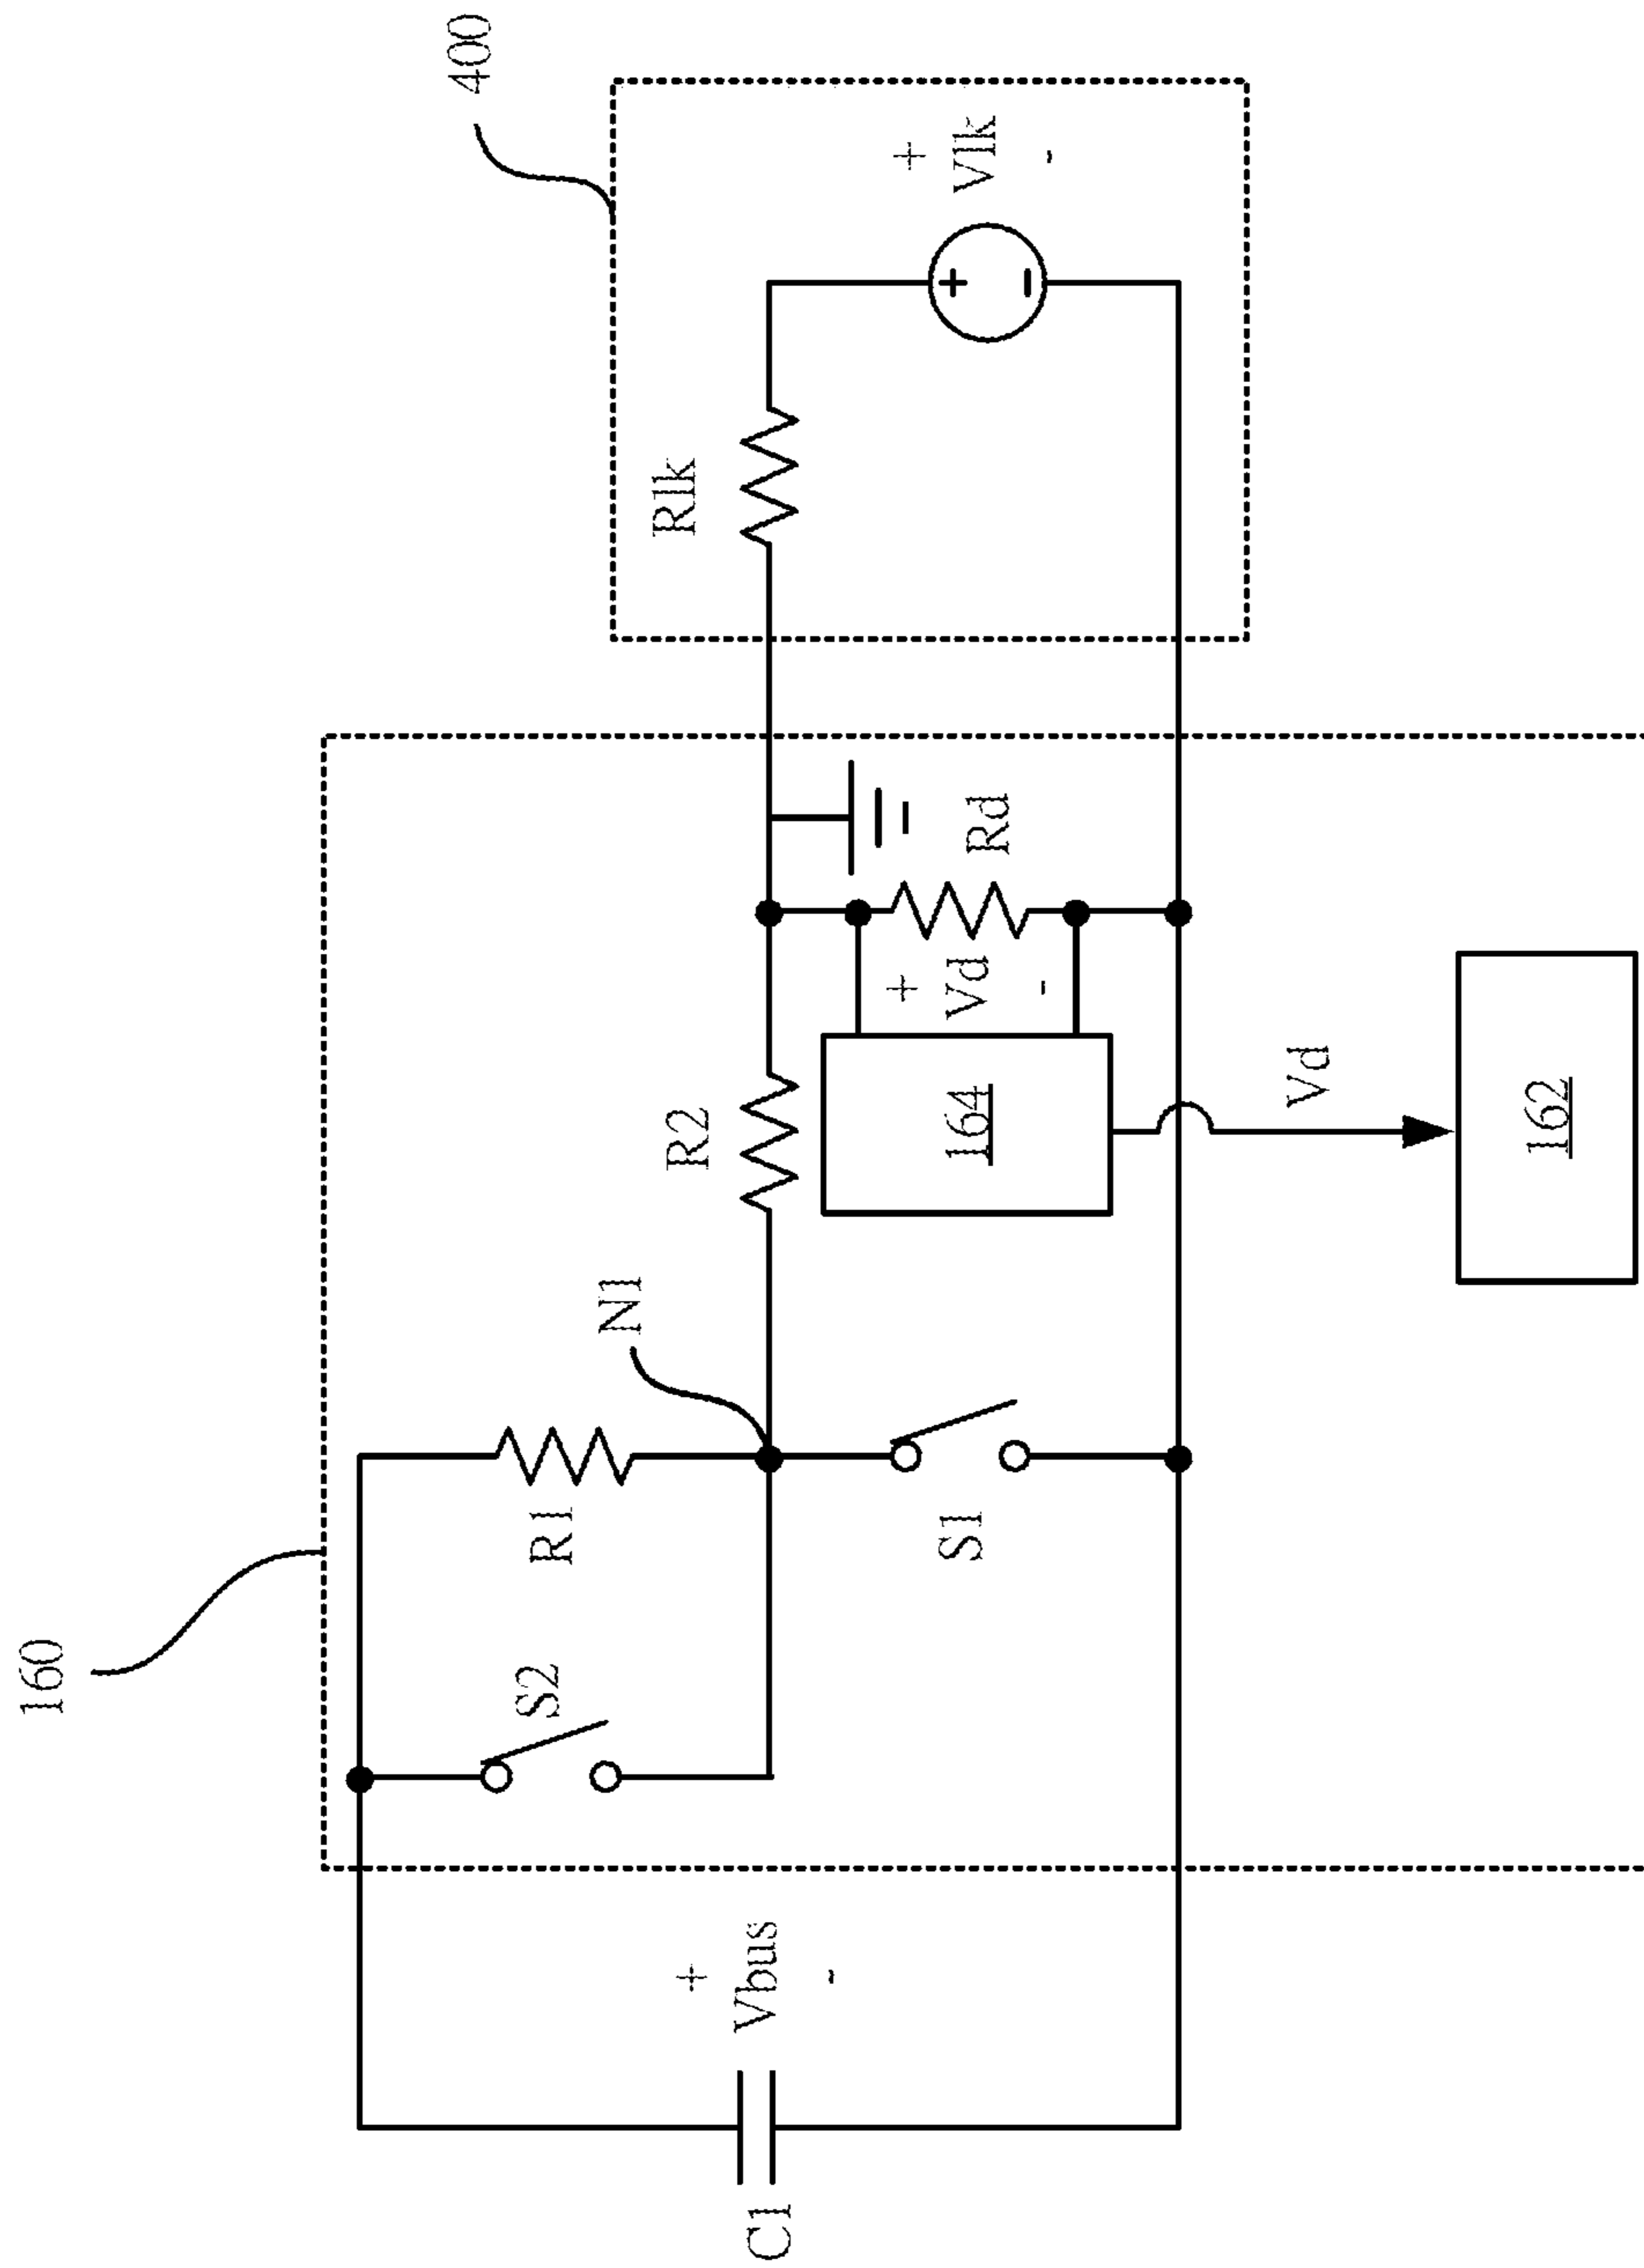 160
400
S2
R1
N1
R2
Rlk
+
Vbus
-
C1
S1
164
+
Vd
-
Rd
+
Vlk
-
+
-
Vd
162